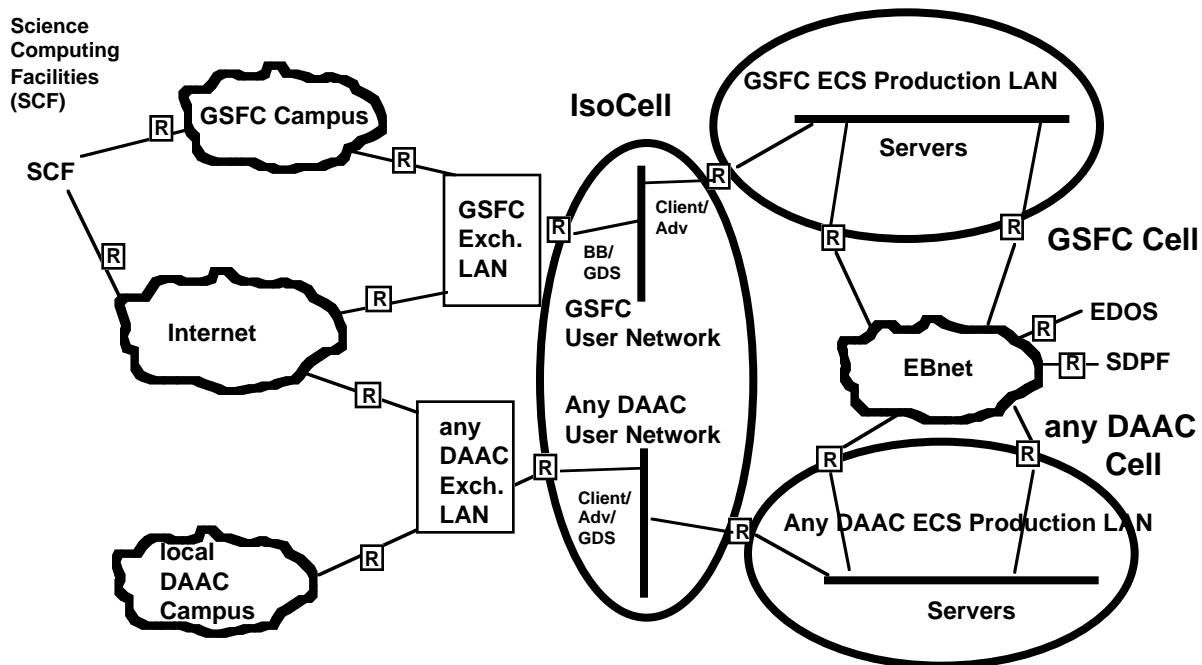 Science
Computing
Facilities
(SCF)
SCF
R
R
GSFC Campus
R
Internet
R
R
local
DAAC
Campus
R
GSFC
Exch.
LAN
any
DAAC
Exch.
LAN
IsoCell
R
BB/
GDS
Client/
Adv
GSFC
User Network
Any DAAC
User Network
R
Client/
Adv/
GDS
R
R
GSFC ECS Production LAN
Servers
R
R
GSFC Cell
EBnet
R
EDOS
R
SDPF
any DAAC
Cell
R
R
Any DAAC ECS Production LAN
Servers